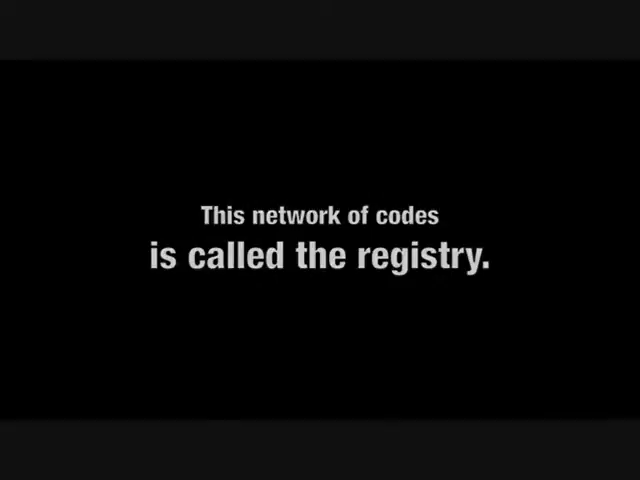 This network of codes
is called the registry.